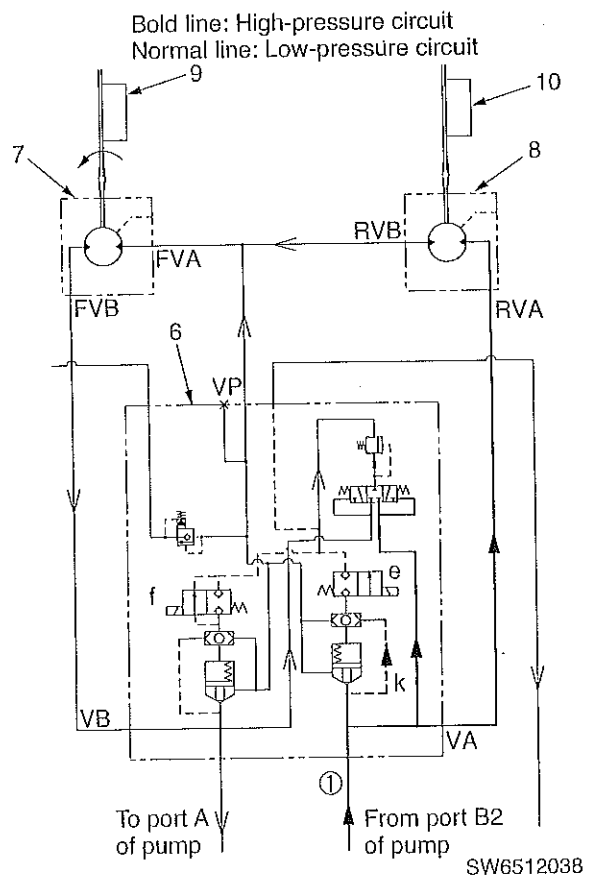 Bold line: High-pressure circuit
Normal line: Low-pressure circuit
9
10
7
8
RVB
FVA
FVB
RVA
6
VP
e
f
k
VB
VA
①
To port A
of pump
From port B2
of pump
SW6512038